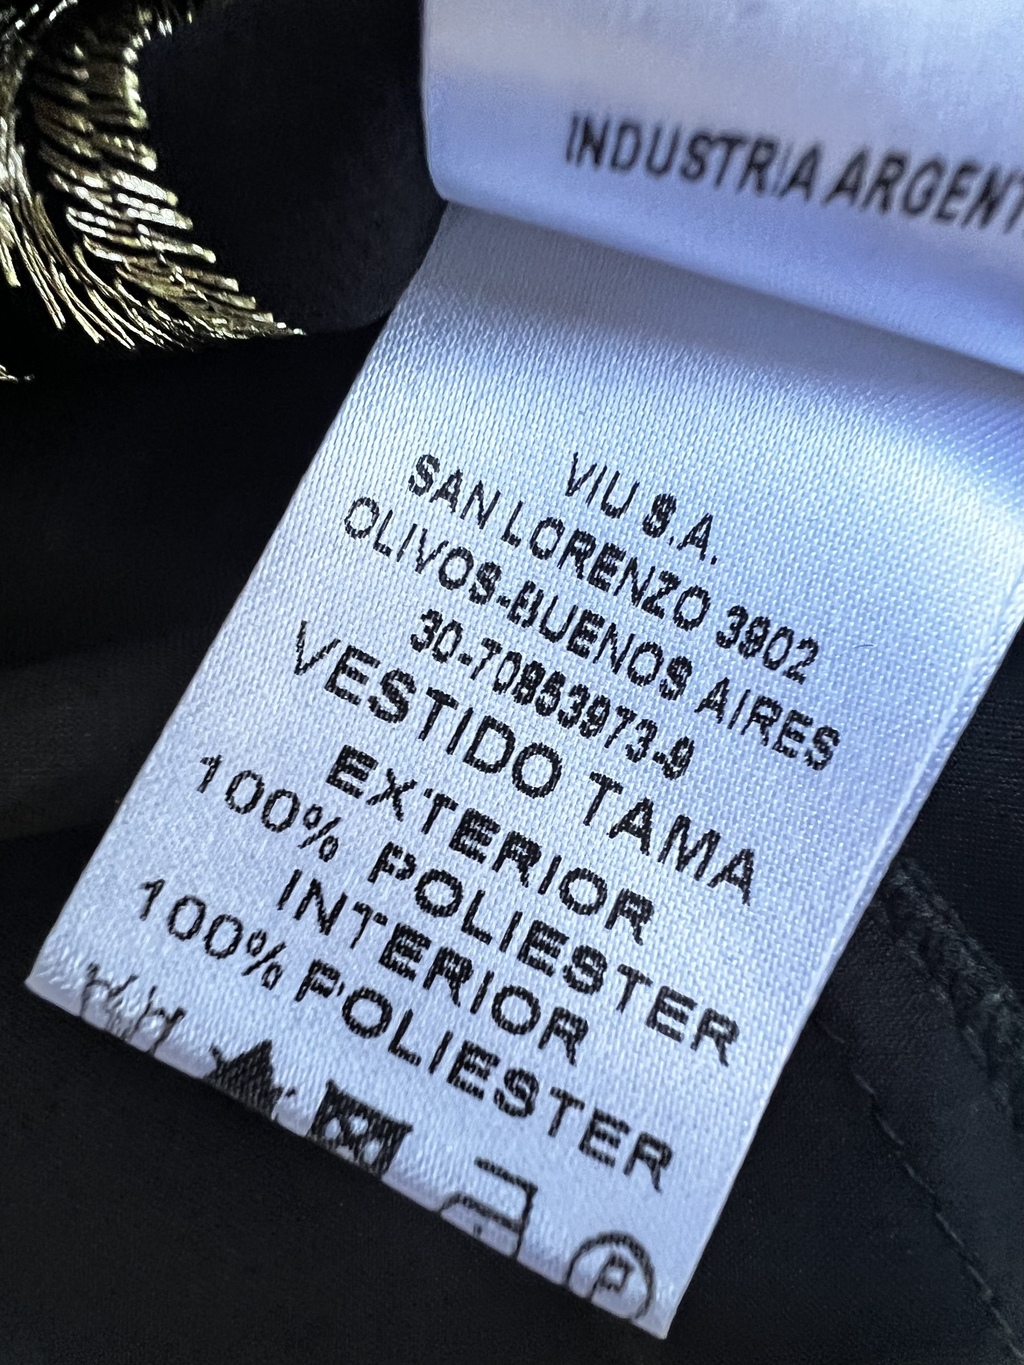 INDUSTRIA ARGENT
VIU S.A.
SAN LORENZO 3902
OLIVOS-BUENOS AIRES
30-70853973-9
VESTIDO TAMA
EXTERIOR
100% POLIESTER
INTERIOR
100% POLIESTER
P